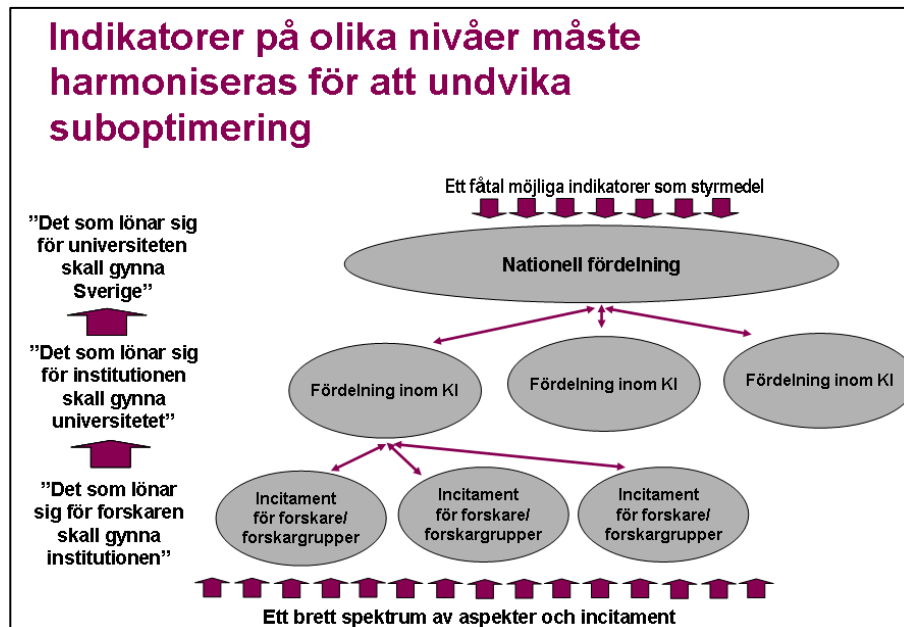 Indikatorer på olika nivåer måste
harmoniseras för att undvika
suboptimering
Ett fåtal möjliga indikatorer som styrmedel
”Det som lönar sig
för universiteten
skall gynna
Sverige”
Nationell fördelning
”Det som lönar sig
för institutionen
skall gynna
universitetet”
Fördelning inom KI
Fördelning inom KI
Fördelning inom KI
”Det som lönar
sig för forskaren
skall gynna
institutionen”
Incitament
för forskare/
forskargrupper
Incitament
för forskare/
forskargrupper
Incitament
för forskare/
forskargrupper
Ett brett spektrum av aspekter och incitament